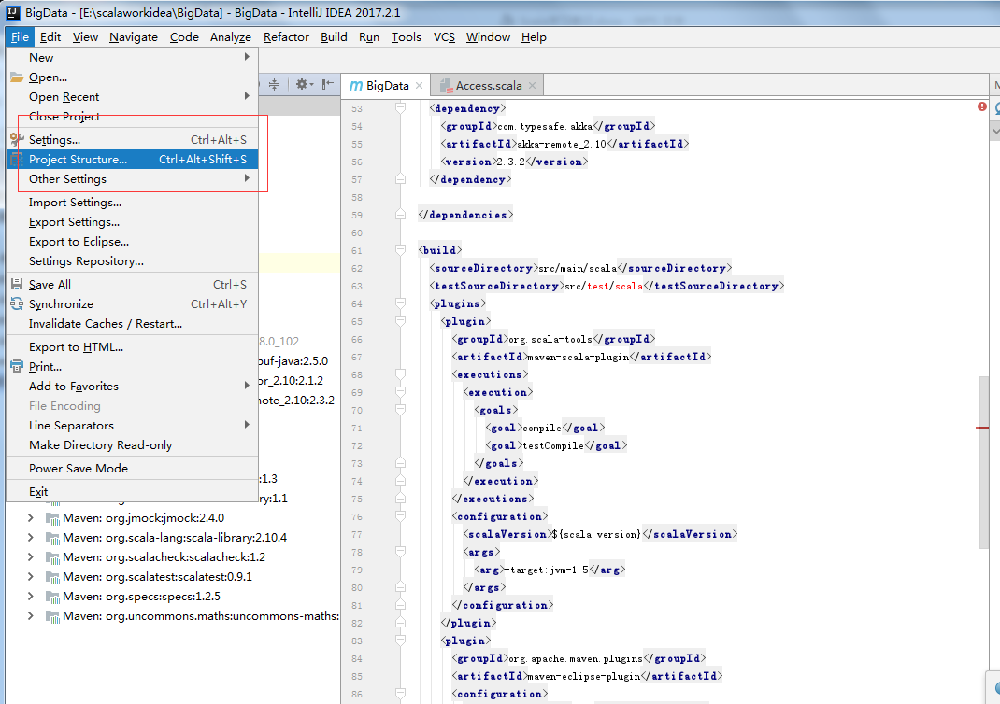 BigData - [E:\scalaworkidea\BigData] - BigData - IntelliJ IDEA 2017.2.1
File Edit View Navigate Code Analyze Refactor Build Run Tools VCS Window Help
New
Open...
Open Recent
Close Project
Settings... Ctrl+Alt+S
Project Structure... Ctrl+Alt+Shift+S
Other Settings
Import Settings...
Export Settings...
Export to Eclipse...
Settings Repository...
Save All Ctrl+S
Synchronize Ctrl+Alt+Y
Invalidate Caches / Restart...
Export to HTML...
Print...
Add to Favorites
File Encoding
Line Separators
Make Directory Read-only
Power Save Mode
Exit
8.0_102
buf-java:2.5.0
or_2.10:2.1.2
note_2.10:2.3.2
:1.3
ry:1.1
Maven: org.jmock:jmock:2.4.0
Maven: org.scala-lang:scala-library:2.10.4
Maven: org.scalacheck:scalacheck:1.2
Maven: org.scalatest:scalatest:0.9.1
Maven: org.specs:specs:1.2.5
Maven: org.uncommons.maths:uncommons-maths:
m BigData Access.scala
53 <dependency>
54 <groupId>com.typesafe.akka</groupId>
55 <artifactId>akka-remote_2.10</artifactId>
56 <version>2.3.2</version>
57 </dependency>
58
59 </dependencies>
60
61 <build>
62 <sourceDirectory>src/main/scala</sourceDirectory>
63 <testSourceDirectory>src/test/scala</testSourceDirectory>
64 <plugins>
65 <plugin>
66 <groupId>org.scala-tools</groupId>
67 <artifactId>maven-scala-plugin</artifactId>
68 <executions>
69 <execution>
70 <goals>
71 <goal>compile</goal>
72 <goal>testCompile</goal>
73 </goals>
74 </execution>
75 </executions>
76 <configuration>
77 <scalaVersion>${scala.version}</scalaVersion>
78 <args>
79 <arg>-target:jvm-1.5</arg>
80 </args>
81 </configuration>
82 </plugin>
83 <plugin>
84 <groupId>org.apache.maven.plugins</groupId>
85 <artifactId>maven-eclipse-plugin</artifactId>
86 <configuration>